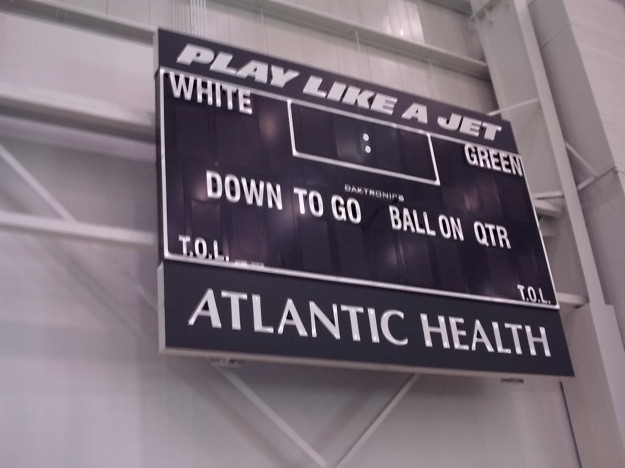 PLAY LIKE A JET
WHITE
GREEN
DAKTRONICS
DOWN TO GO BALL ON QTR
T.O.L.
T.O.L.
ATLANTIC HEALTH